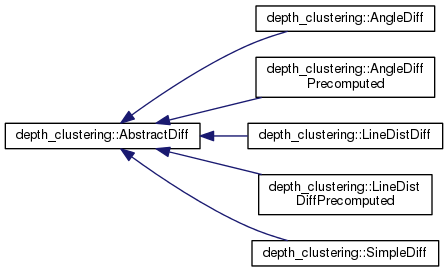 depth_clustering::AngleDiff
depth_clustering::AngleDiff
Precomputed
depth_clustering::AbstractDiff
depth_clustering::LineDistDiff
depth_clustering::LineDist
DiffPrecomputed
depth_clustering::SimpleDiff